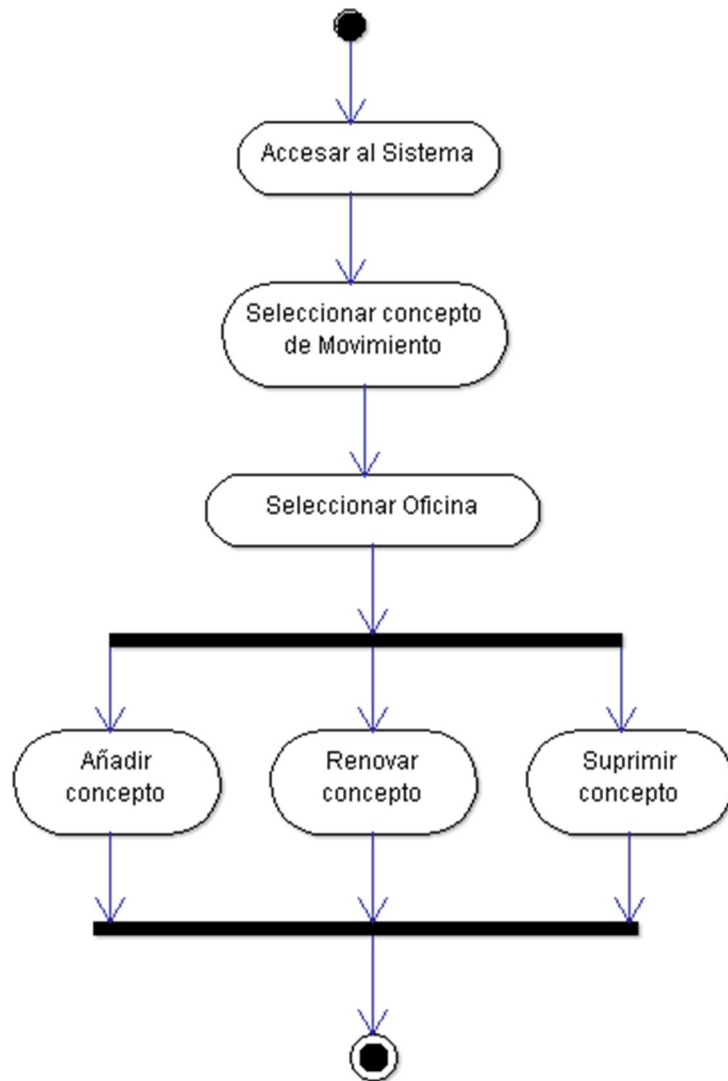 Accesar al Sistema
Seleccionar concepto
de Movimiento
Seleccionar Oficina
Añadir
concepto
Renovar
concepto
Suprimir
concepto